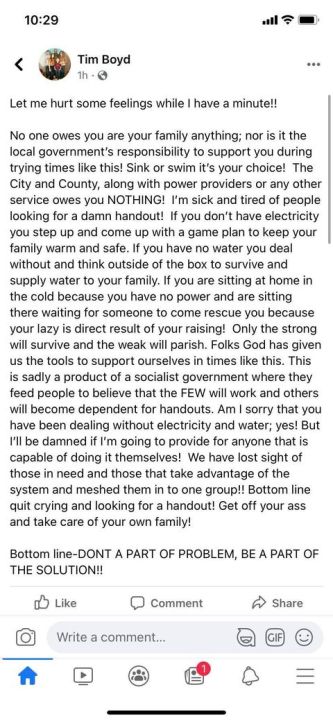 10:29
Tim Boyd
1h ·
Let me hurt some feelings while I have a minute!!
No one owes you are your family anything; nor is it the
local government's responsibility to support you during
trying times like this! Sink or swim it's your choice! The
City and County, along with power providers or any other
service owes you NOTHING! I'm sick and tired of people
looking for a damn handout! If you don't have electricity
you step up and come up with a game plan to keep your
family warm and safe. If you have no water you deal
without and think outside of the box to survive and
supply water to your family. If you are sitting at home in
the cold because you have no power and are sitting
there waiting for someone to come rescue you because
your lazy is direct result of your raising! Only the strong
will survive and the weak will parish. Folks God has given
us the tools to support ourselves in times like this. This
is sadly a product of a socialist government where they
feed people to believe that the FEW will work and others
will become dependent for handouts. Am I sorry that you
have been dealing without electricity and water; yes! But
I'll be damned if I'm going to provide for anyone that is
capable of doing it themselves! We have lost sight of
those in need and those that take advantage of the
system and meshed them in to one group!! Bottom line
quit crying and looking for a handout! Get off your ass
and take care of your own family!
Bottom line-DONT A PART OF PROBLEM, BE A PART OF
THE SOLUTION!!
Like Comment Share
Write a comment... GIF
1